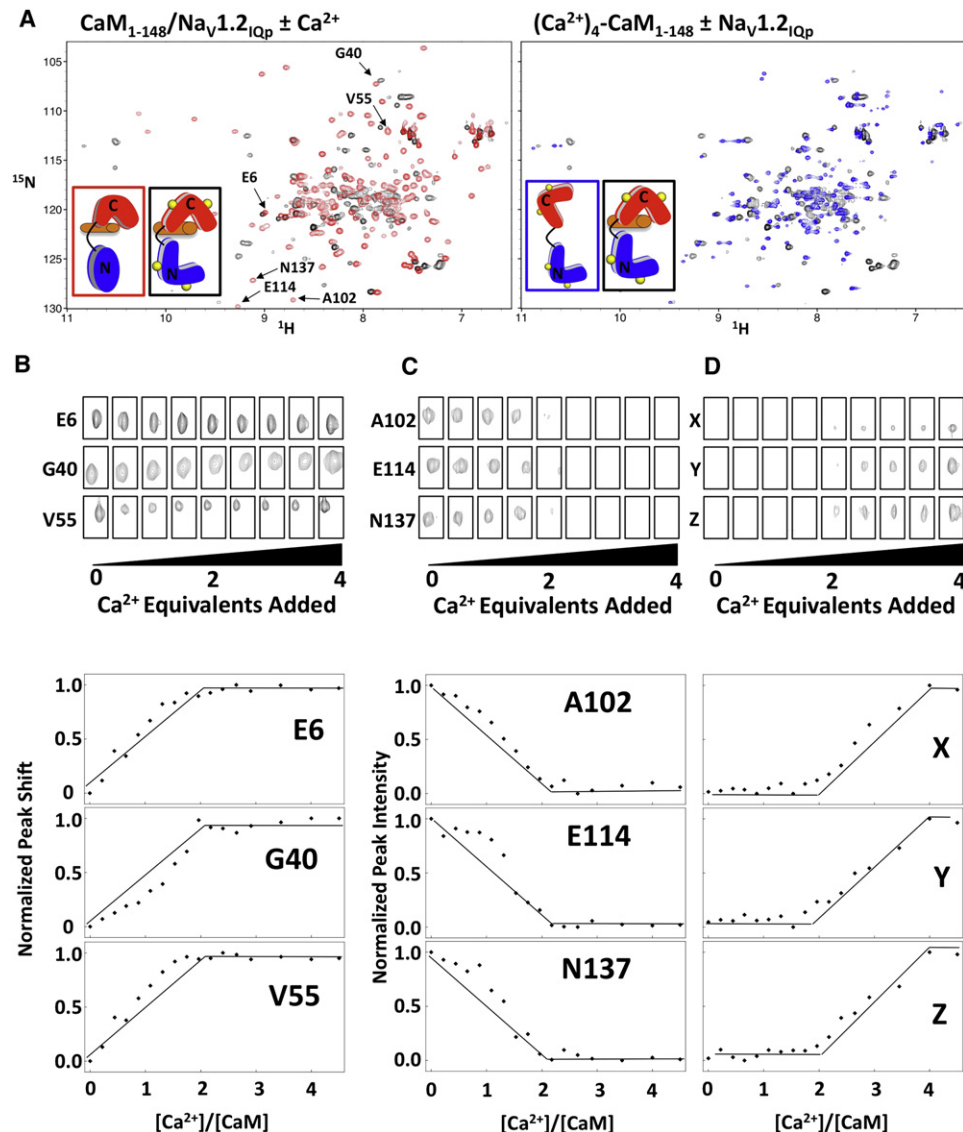 A
CaM₁₋₁₄₈/NaV1.2IQp ± Ca²⁺
(Ca²⁺)₄-CaM₁₋₁₄₈ ± NaV1.2IQp
105
110
115
¹⁵N
120
125
130
G40
V55
E6
N137
E114
A102
C
N
C
N
11 10 9 8 7
¹H
C
N
C
N
11 10 9 8 7
¹H
B
E6
G40
V55
0 2 4
Ca²⁺ Equivalents Added
C
A102
E114
N137
0 2 4
Ca²⁺ Equivalents Added
D
X
Y
Z
0 2 4
Ca²⁺ Equivalents Added
Normalized Peak Shift
1.0
0.5
0
E6
1.0
0.5
0
G40
1.0
0.5
0.0
V55
0 1 2 3 4
[Ca²⁺]/[CaM]
Normalized Peak Intensity
1.0
0.5
0.0
A102
1.0
0.5
0.0
E114
1.0
0.5
0.0
N137
0 1 2 3 4
[Ca²⁺]/[CaM]
X
Y
Z
0 1 2 3 4
[Ca²⁺]/[CaM]